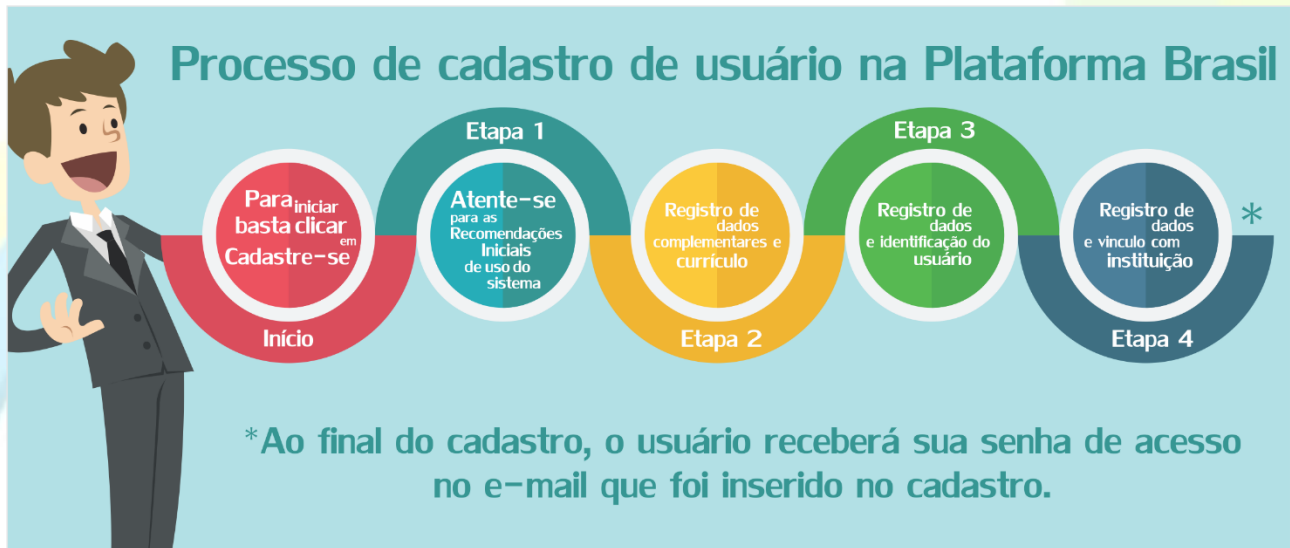 Processo de cadastro de usuário na Plataforma Brasil
Para iniciar
basta clicar
em
Cadastre-se
Início
Etapa 1
Atente-se
para as
Recomendações
Iniciais
de uso do
sistema
Registro de
dados
complementares e
currículo
Etapa 2
Etapa 3
Registro de
dados
e identificação do
usuário
Registro de
dados
e vinculo com
instituição
*
Etapa 4
*Ao final do cadastro, o usuário receberá sua senha de acesso
no e-mail que foi inserido no cadastro.